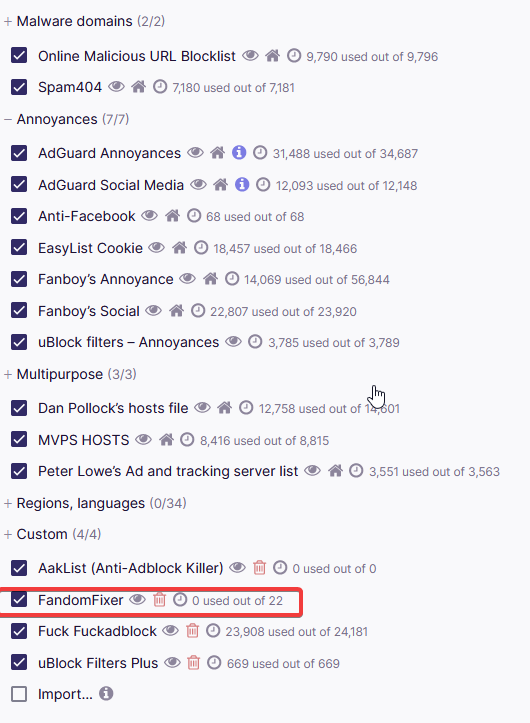 + Malware domains (2/2)
Online Malicious URL Blocklist 9,790 used out of 9,796
Spam404 7,180 used out of 7,181
− Annoyances (7/7)
AdGuard Annoyances 31,488 used out of 34,687
AdGuard Social Media 12,093 used out of 12,148
Anti-Facebook 68 used out of 68
EasyList Cookie 18,457 used out of 18,466
Fanboy’s Annoyance 14,069 used out of 56,844
Fanboy’s Social 22,807 used out of 23,920
uBlock filters – Annoyances 3,785 used out of 3,789
+ Multipurpose (3/3)
Dan Pollock’s hosts file 12,758 used out of 14,601
MVPS HOSTS 8,416 used out of 8,815
Peter Lowe’s Ad and tracking server list 3,551 used out of 3,563
+ Regions, languages (0/34)
+ Custom (4/4)
AakList (Anti-Adblock Killer) 0 used out of 0
FandomFixer 0 used out of 22
Fuck Fuckadblock 23,908 used out of 24,181
uBlock Filters Plus 669 used out of 669
Import...